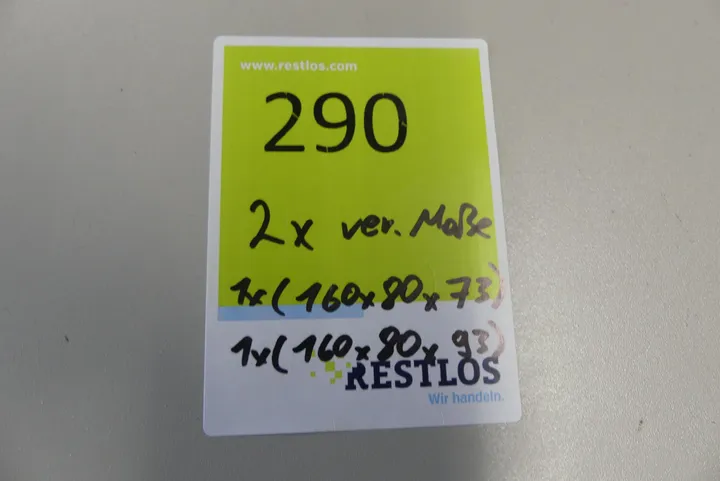 www.restlos.com
290
2x ver. Maße
1x (160x80x73)
1x (160x80x93)
RESTLOS
Wir handeln.